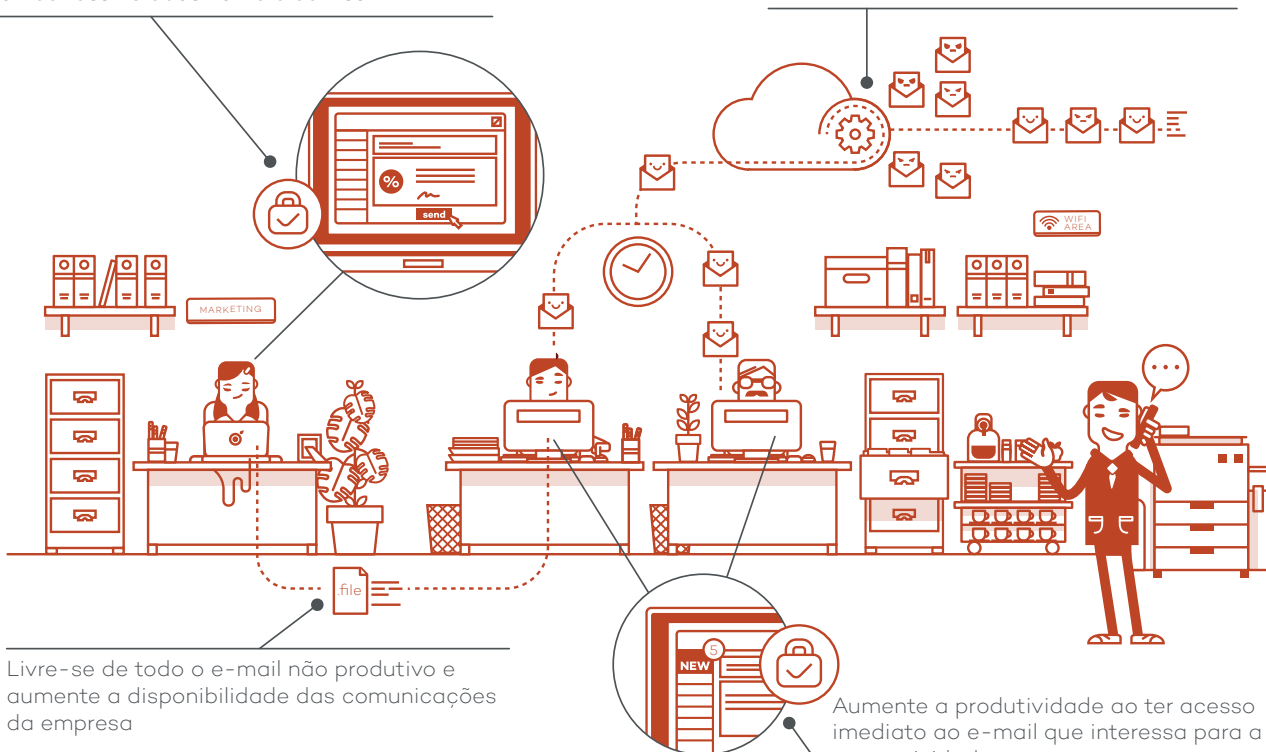 %
send
WIFI
AREA
MARKETING
.file
NEW
5
Livre-se de todo o e-mail não produtivo e
aumente a disponibilidade das comunicações
da empresa
Aumente a produtividade ao ter acesso
imediato ao e-mail que interessa para a